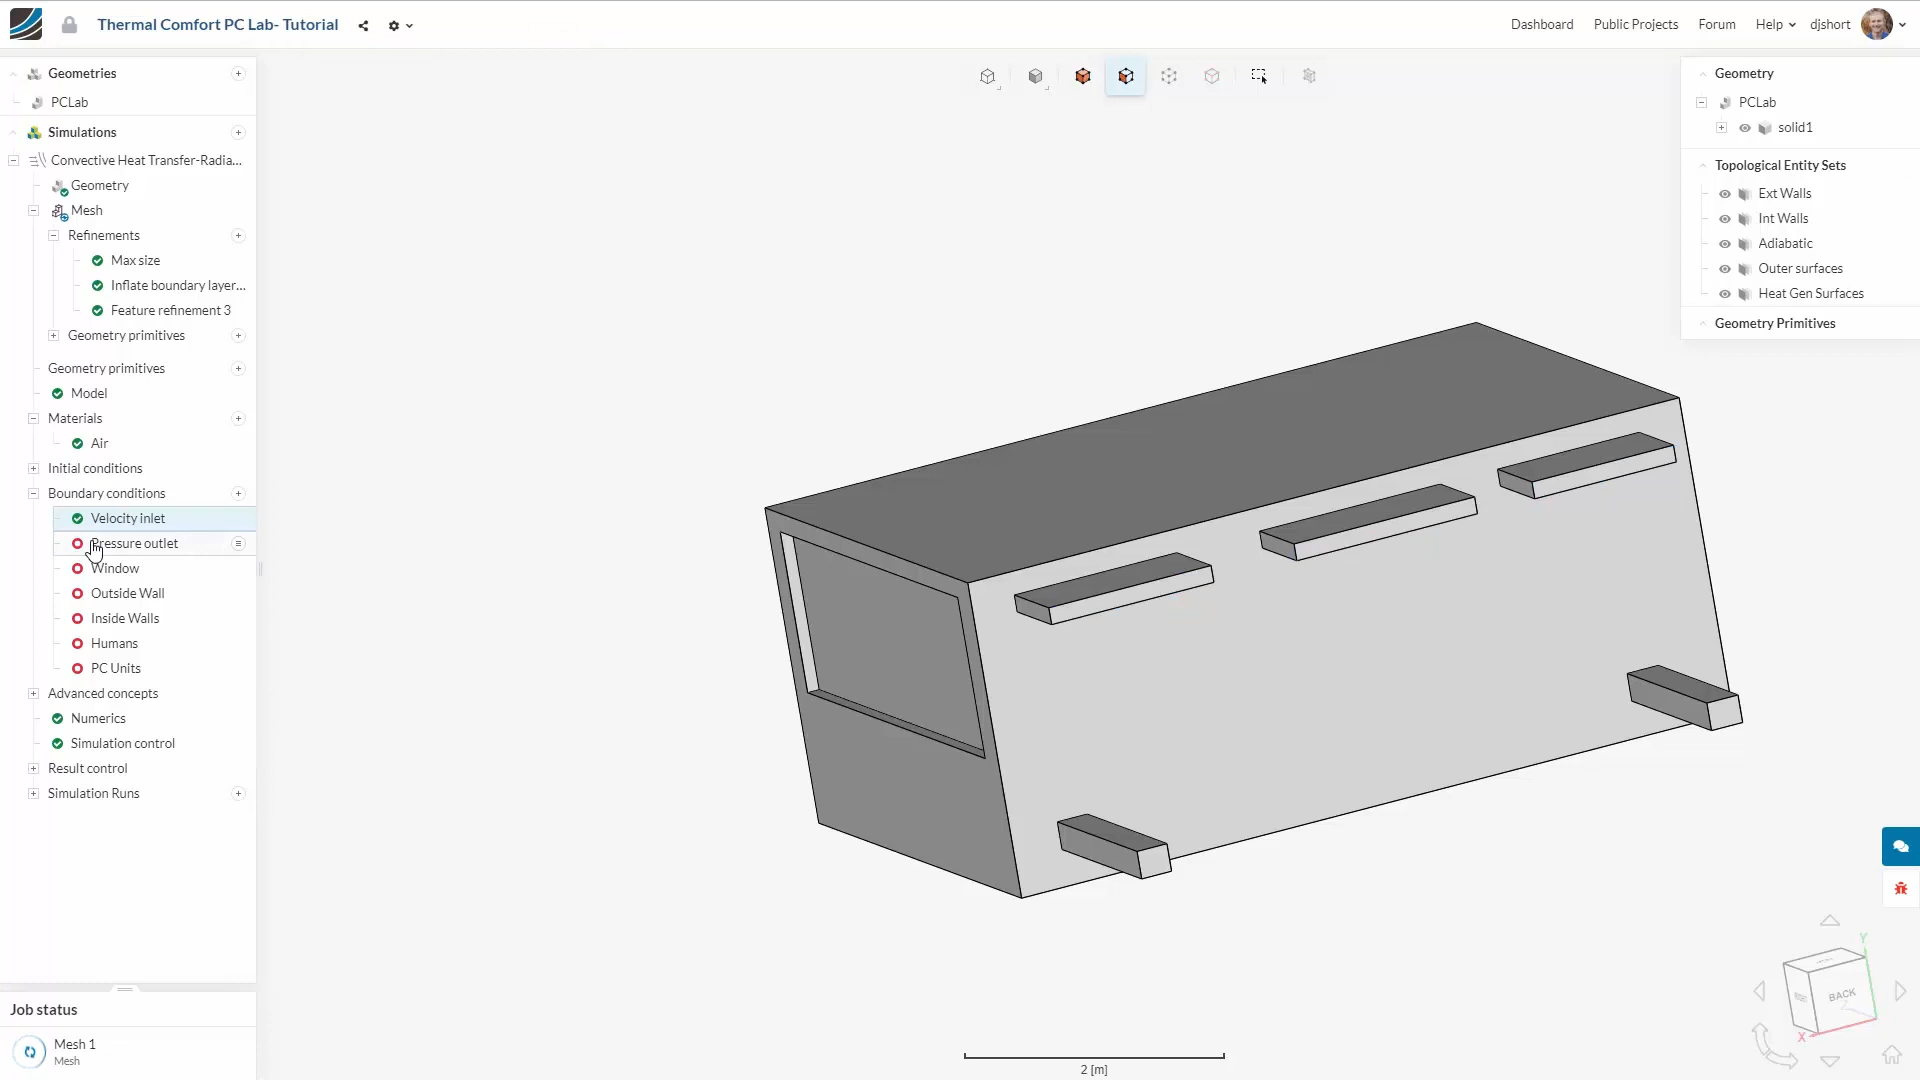 Thermal Comfort PC Lab- Tutorial
Dashboard
Public Projects
Forum
Help
djshort
Geometries
PCLab
Simulations
Convective Heat Transfer-Radia...
Geometry
Mesh
Refinements
Max size
Inflate boundary layer...
Feature refinement 3
Geometry primitives
Geometry primitives
Model
Materials
Air
Initial conditions
Boundary conditions
Velocity inlet
Pressure outlet
Window
Outside Wall
Inside Walls
Humans
PC Units
Advanced concepts
Numerics
Simulation control
Result control
Simulation Runs
Job status
Mesh 1
Mesh
Geometry
PCLab
solid1
Topological Entity Sets
Ext Walls
Int Walls
Adiabatic
Outer surfaces
Heat Gen Surfaces
Geometry Primitives
2 [m]
Y
BACK
Z
X